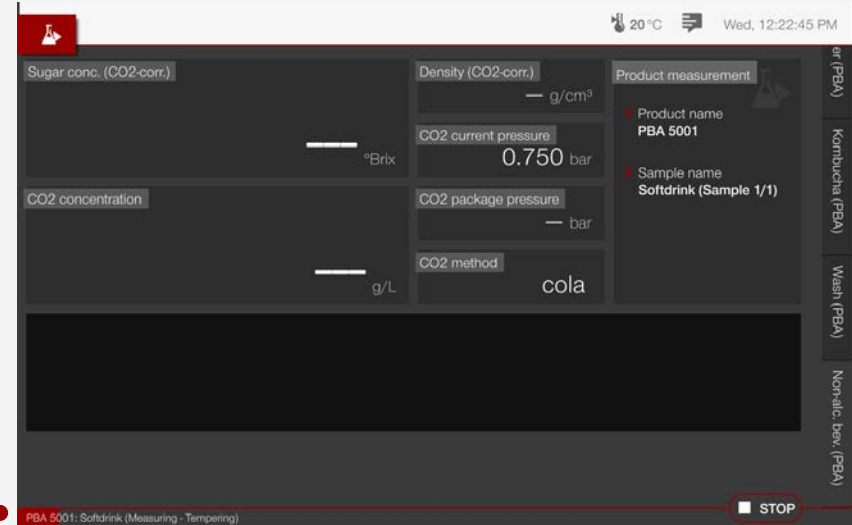 20 °C
Wed, 12:22:45 PM
Sugar conc. (CO2-corr.)
— °Brix
Density (CO2-corr.)
— g/cm³
Product measurement
Product name
PBA 5001
Sample name
Softdrink (Sample 1/1)
CO2 current pressure
0.750 bar
CO2 concentration
— g/L
CO2 package pressure
— bar
CO2 method
cola
er (PBA)
Kombucha (PBA)
Wash (PBA)
Non-alc. bev. (PBA)
STOP
PBA 5001: Softdrink (Measuring - Tempering)